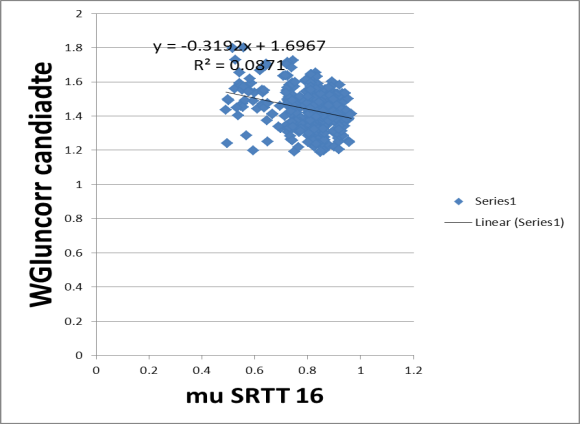 2
1.8
1.6
1.4
1.2
1
0.8
0.6
0.4
0.2
0
WGluncorr candiadte
y = -0.3192x + 1.6967
R² = 0.0871
0 0.2 0.4 0.6 0.8 1 1.2
mu SRTT 16
Series1
Linear (Series1)